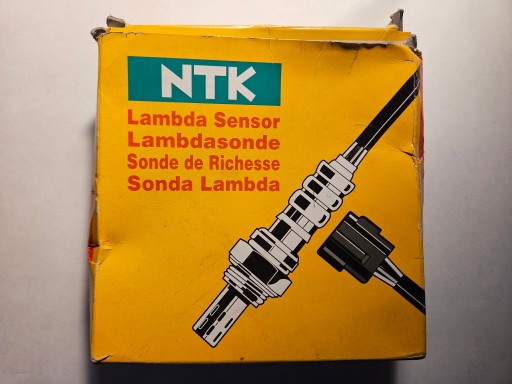 NTK
Lambda Sensor
Lambdasonde
Sonde de Richesse
Sonda Lambda